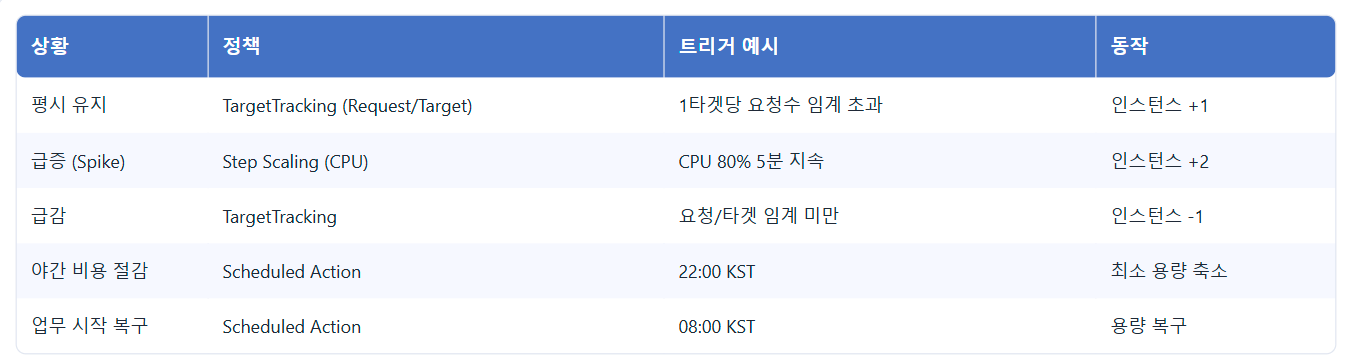 상황 정책 트리거 예시 동작
평시 유지 TargetTracking (Request/Target) 1타겟당 요청수 임계 초과 인스턴스 +1
급증 (Spike) Step Scaling (CPU) CPU 80% 5분 지속 인스턴스 +2
급감 TargetTracking 요청/타겟 임계 미만 인스턴스 -1
야간 비용 절감 Scheduled Action 22:00 KST 최소 용량 축소
업무 시작 복구 Scheduled Action 08:00 KST 용량 복구